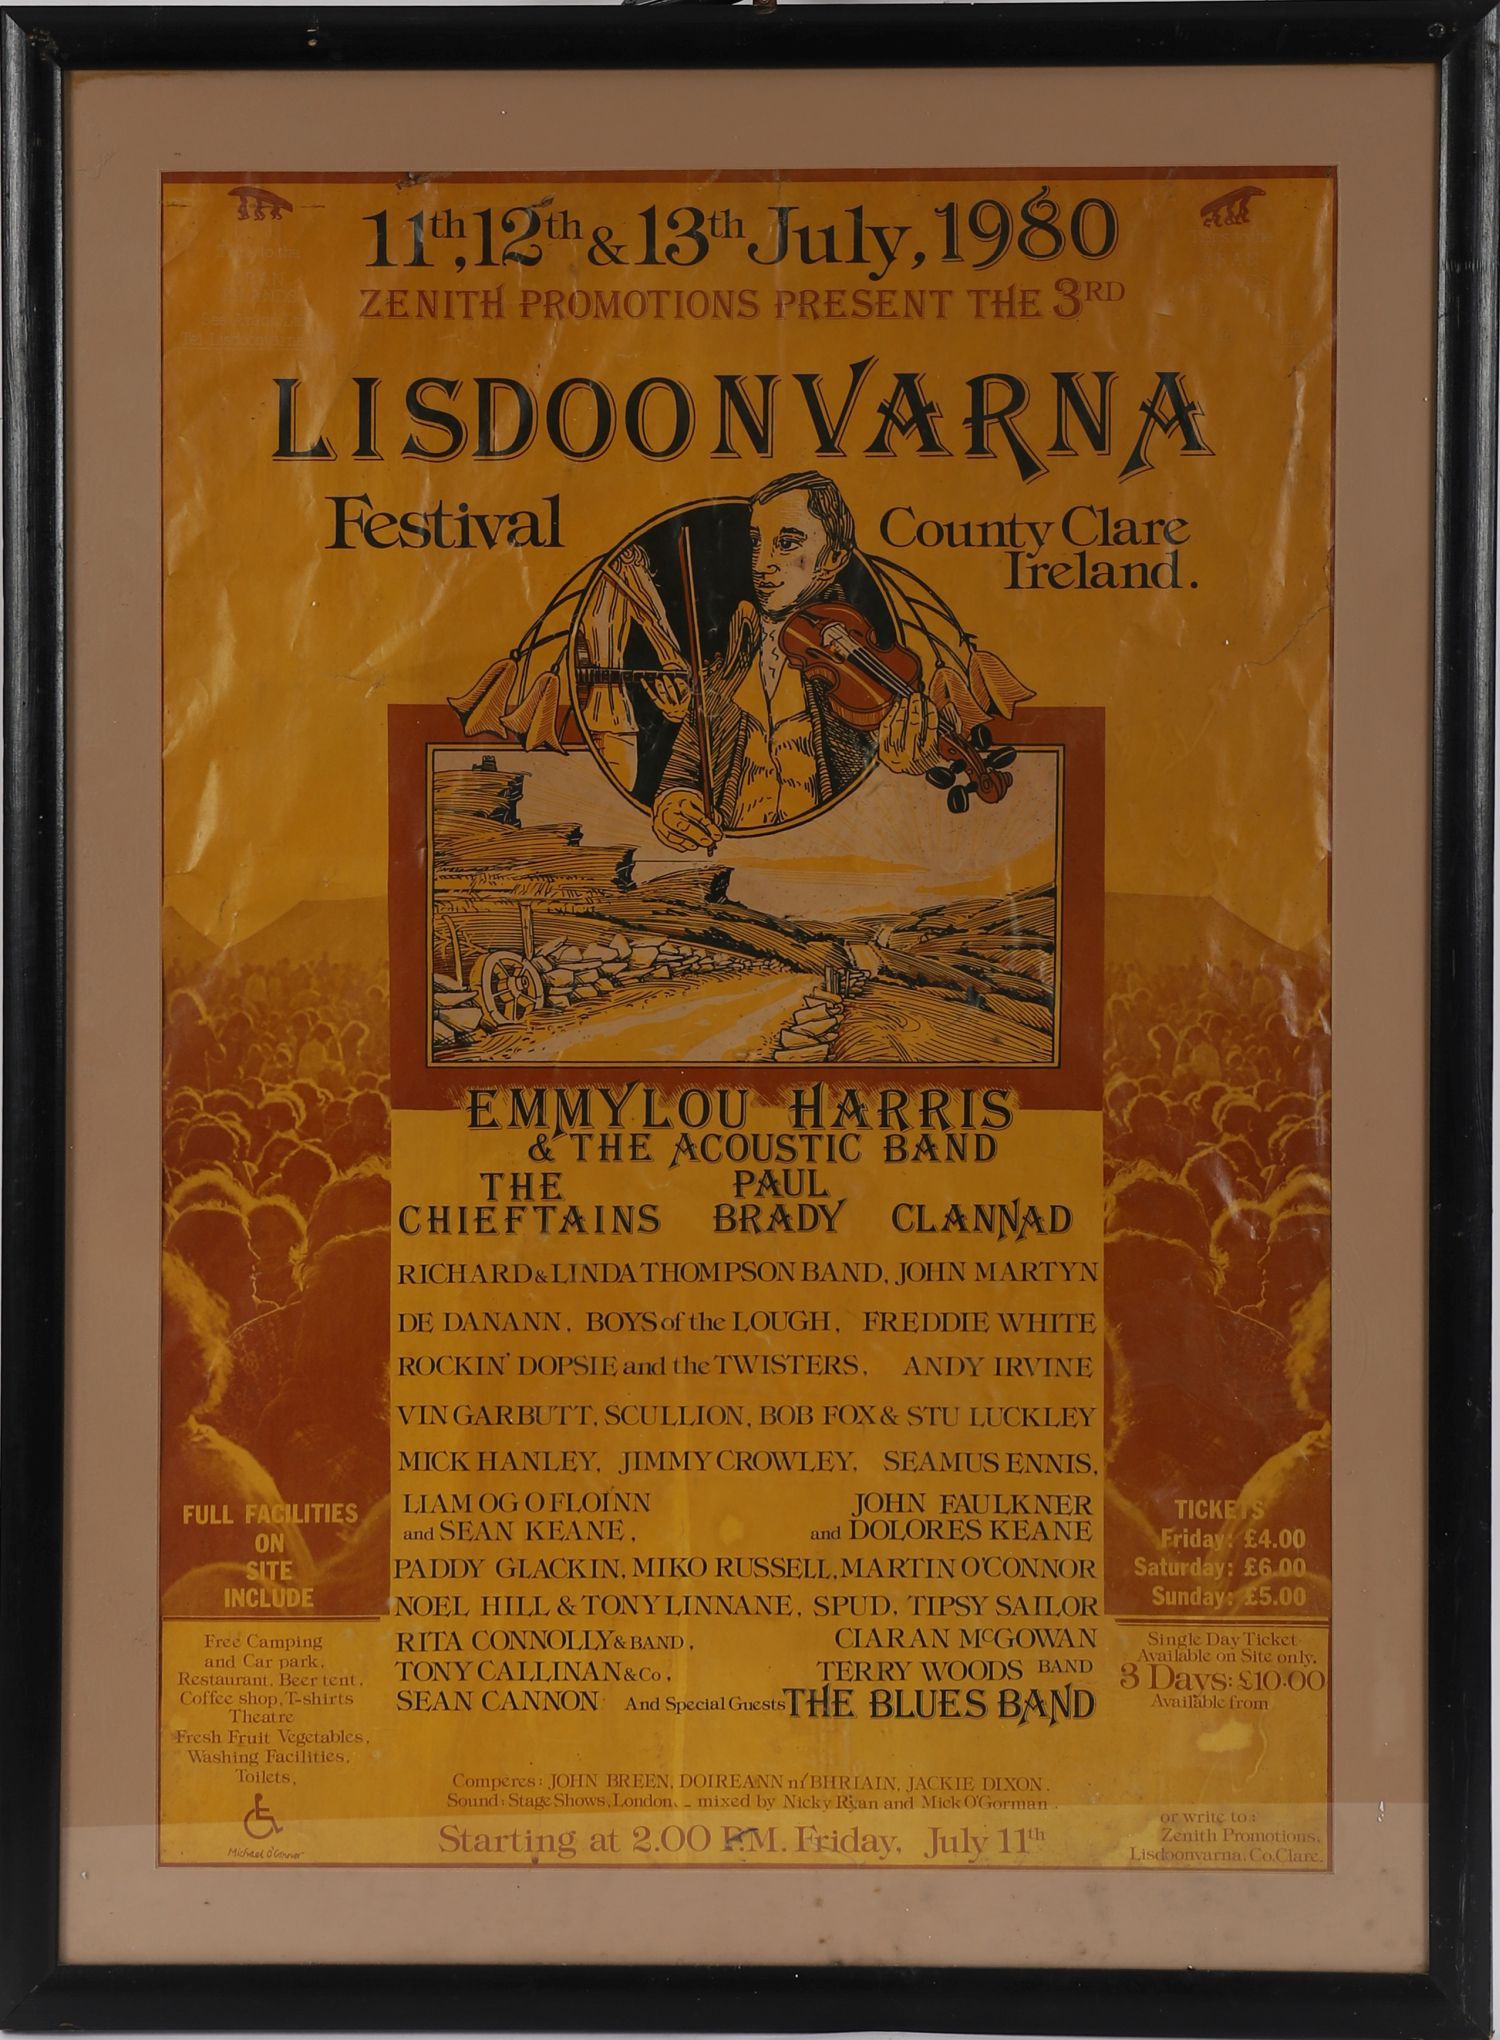 11th, 12th & 13th July, 1980
ZENITH PROMOTIONS PRESENT THE 3RD
to the
Tel Lisdoonvarna
LISDOONVARNA
Festival
County Clare
Ireland.
EMMYLOU HARRIS
& THE ACOUSTIC BAND
THE CHIEFTAINS
PAUL BRADY
CLANNAD
RICHARD & LINDA THOMPSON BAND, JOHN MARTYN
DE DANANN, BOYS of the LOUGH, FREDDIE WHITE
ROCKIN' DOPSIE and the TWISTERS, ANDY IRVINE
VIN GARBUTT, SCULLION, BOB FOX & STU LUCKLEY
MICK HANLEY, JIMMY CROWLEY, SEAMUS ENNIS,
LIAM OG O FLOINN
and SEAN KEANE,
JOHN FAULKNER
and DOLORES KEANE
PADDY GLACKIN, MIKO RUSSELL, MARTIN O'CONNOR
NOEL HILL & TONY LINNANE, SPUD, TIPSY SAILOR
RITA CONNOLLY & BAND, CIARAN McGOWAN
TONY CALLINAN & Co, TERRY WOODS BAND
SEAN CANNON And Special Guests THE BLUES BAND
Comperes: JOHN BREEN, DOIREANN ní BHRIAIN, JACKIE DIXON.
Sound: Stage Shows, London, - mixed by Nicky Ryan and Mick O'Gorman.
Starting at 2.00 P.M. Friday, July 11th
FULL FACILITIES
ON
SITE
INCLUDE
Free Camping
and Car park,
Restaurant, Beer tent,
Coffee shop, T-shirts
Theatre
Fresh Fruit Vegetables,
Washing Facilities,
Toilets,
Michael O'Connor
TICKETS
Friday: £4.00
Saturday: £6.00
Sunday: £5.00
Single Day Ticket
Available on Site only.
3 Days: £10.00
Available from
or write to:
Zenith Promotions,
Lisdoonvarna, Co, Clare.